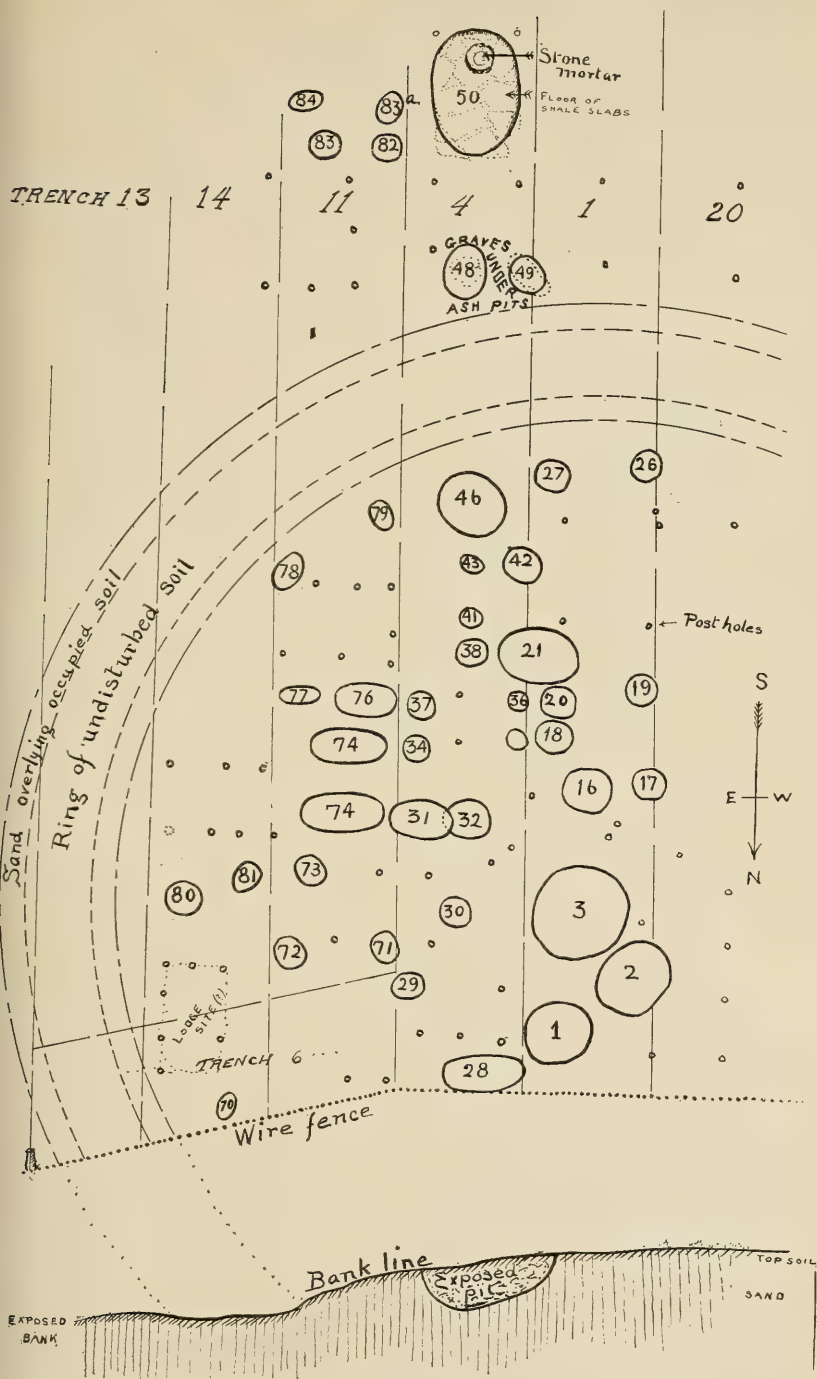 Stone
mortar
84
83
a
50
FLOOR OF
SHALE SLABS
83
82
TRENCH 13
14
11
4
1
20
GRAVES
UNDER
ASH PITS
48
49
27
26
46
79
43
42
78
41
Post holes
38
21
S
77
76
37
36
20
19
74
34
18
E
W
16
17
74
31
32
N
Sand overlying occupied soil
Ring of undisturbed soil
73
81
80
30
3
72
71
2
29
LODGE
SITE (?)
1
TRENCH 6
28
70
Wire fence
Bank line
Exposed
pit
TOP SOIL
SAND
EXPOSED
BANK